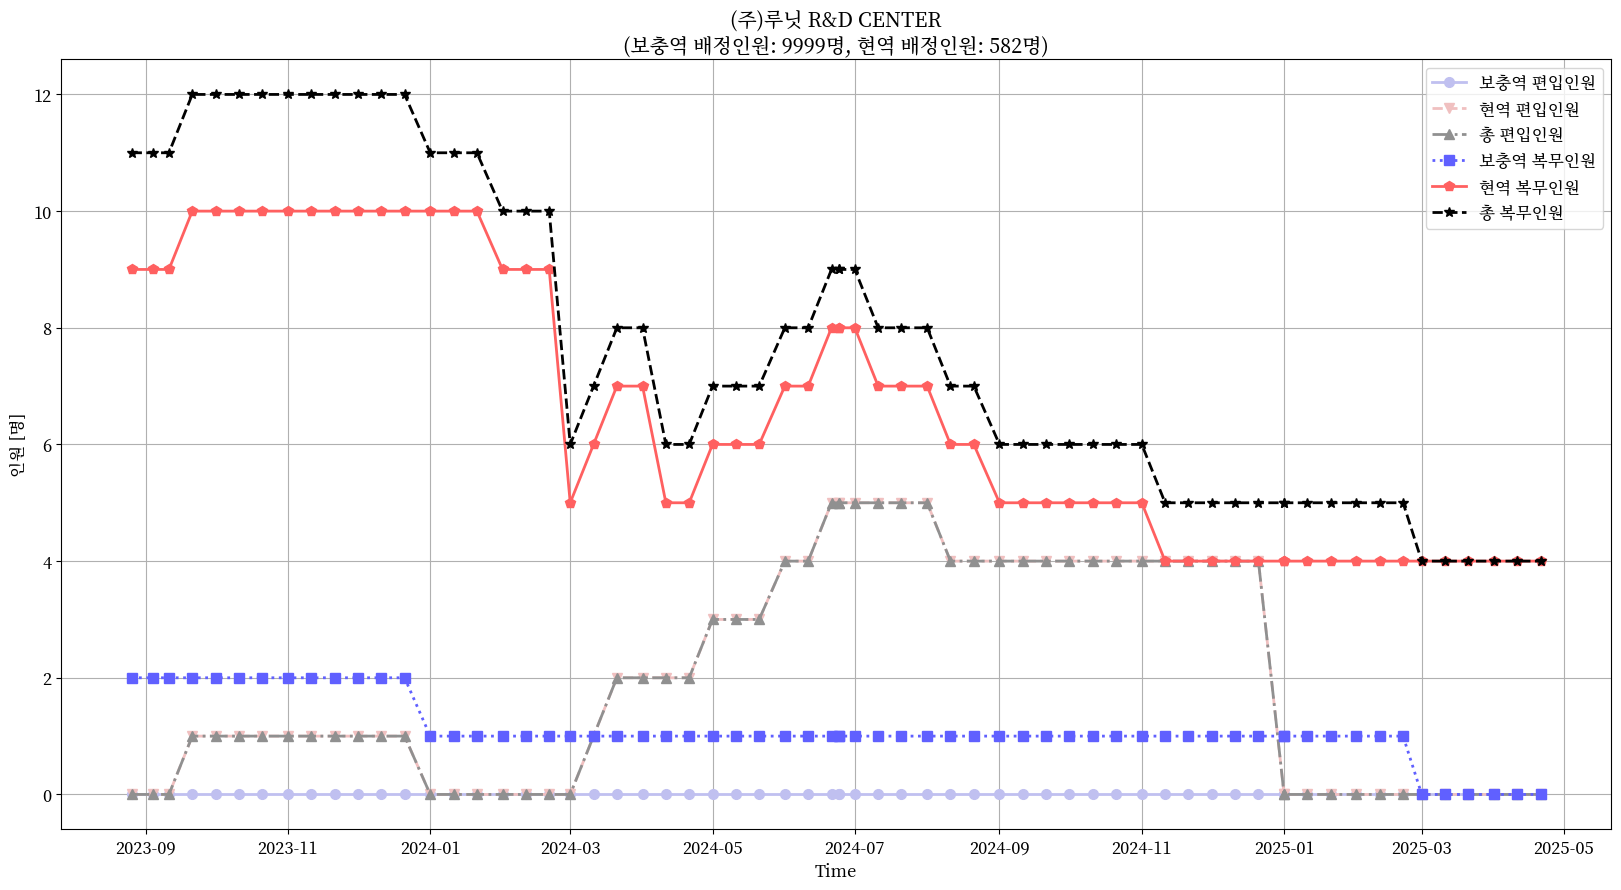 (주)루닛 R&D CENTER
(보충역 배정인원: 9999명, 현역 배정인원: 582명)
보충역 편입인원
현역 편입인원
총 편입인원
보충역 복무인원
현역 복무인원
총 복무인원
인원 [명]
12
10
8
6
4
2
0
2023-09
2023-11
2024-01
2024-03
2024-05
2024-07
2024-09
2024-11
2025-01
2025-03
2025-05
Time